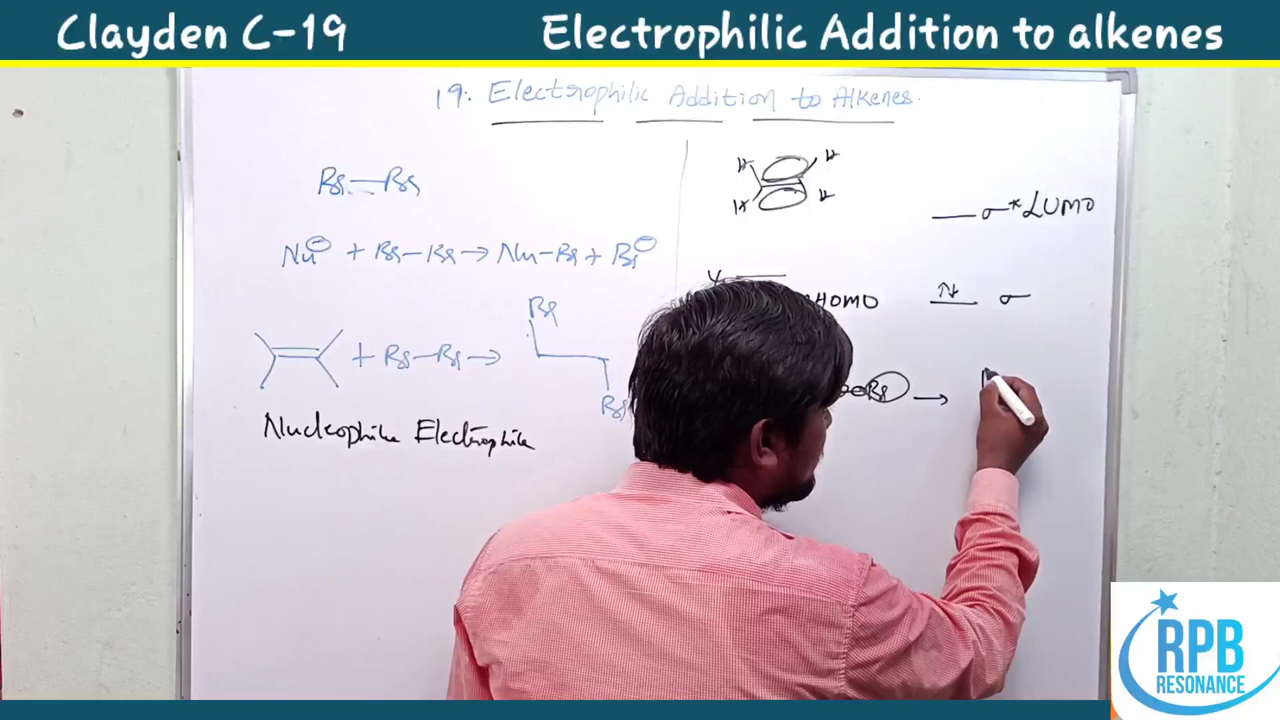 Clayden C-19 Electrophilic Addition to alkenes
19. Electrophilic Addition to Alkenes.
Br—Br
Nu⊖ + Br—Br → Nu—Br + Br⊖
+ Br—Br →
Br
Br
Nucleophile Electrophile
H H
H H
σ* LUMO
HOMO
σ
Br →
RPB
RESONANCE